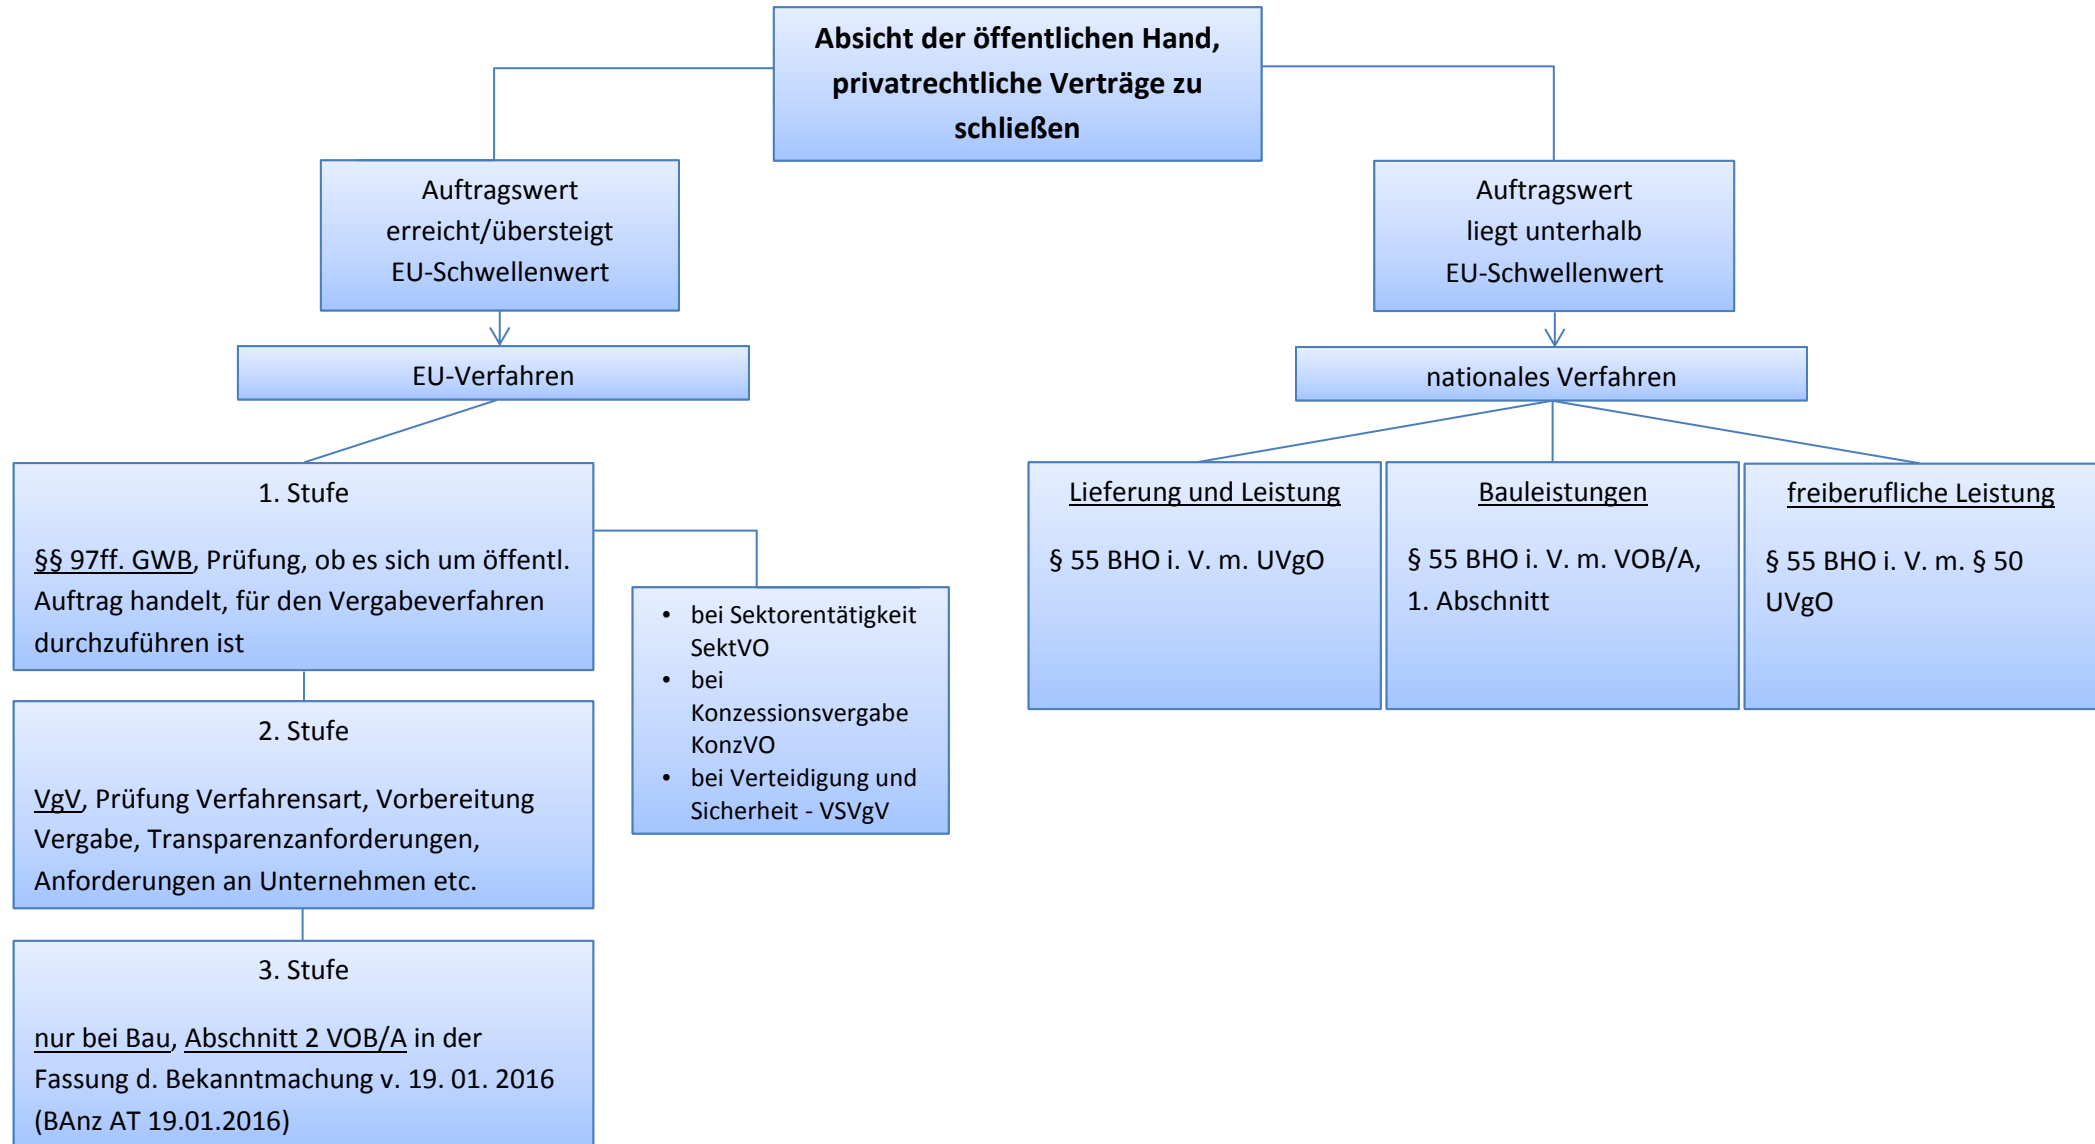 Absicht der öffentlichen Hand,
privatrechtliche Verträge zu
schließen
Auftragswert
erreicht/übersteigt
EU-Schwellenwert
Auftragswert
liegt unterhalb
EU-Schwellenwert
EU-Verfahren
nationales Verfahren
1. Stufe
§§ 97ff. GWB, Prüfung, ob es sich um öffentl.
Auftrag handelt, für den Vergabeverfahren
durchzuführen ist
• bei Sektorentätigkeit
SektVO
• bei
Konzessionsvergabe
KonzVO
• bei Verteidigung und
Sicherheit - VSVgV
2. Stufe
VgV, Prüfung Verfahrensart, Vorbereitung
Vergabe, Transparenzanforderungen,
Anforderungen an Unternehmen etc.
3. Stufe
nur bei Bau, Abschnitt 2 VOB/A in der
Fassung d. Bekanntmachung v. 19. 01. 2016
(BAnz AT 19.01.2016)
Lieferung und Leistung
§ 55 BHO i. V. m. UVgO
Bauleistungen
§ 55 BHO i. V. m. VOB/A,
1. Abschnitt
freiberufliche Leistung
§ 55 BHO i. V. m. § 50
UVgO